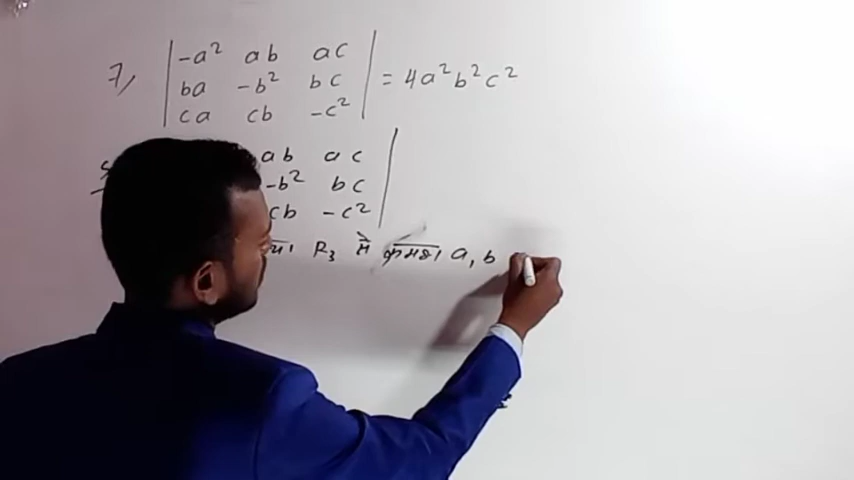 7, | -a² ab ac |
| ba -b² bc | = 4a²b²c²
| ca cb -c² |
ab ac |
-b² bc |
cb -c² |
R₃ से क्रमशः a, b